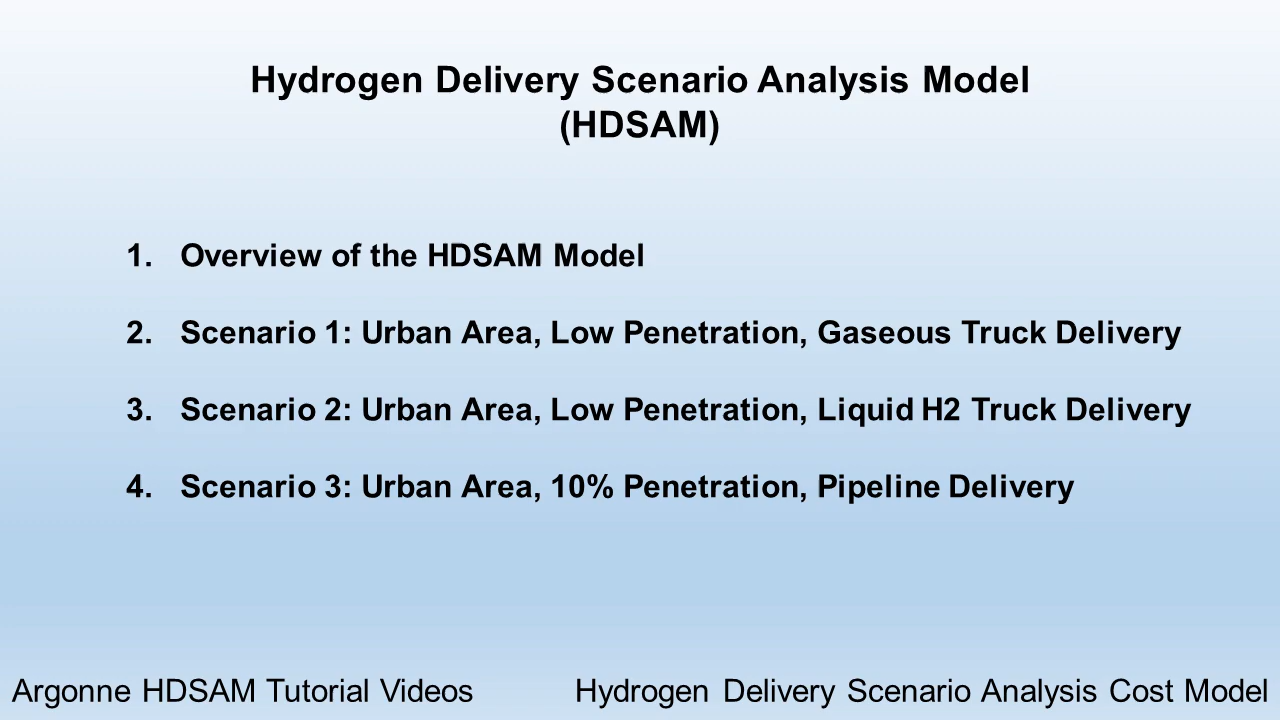 Hydrogen Delivery Scenario Analysis Model
(HDSAM)
1. Overview of the HDSAM Model
2. Scenario 1: Urban Area, Low Penetration, Gaseous Truck Delivery
3. Scenario 2: Urban Area, Low Penetration, Liquid H2 Truck Delivery
4. Scenario 3: Urban Area, 10% Penetration, Pipeline Delivery
Argonne HDSAM Tutorial Videos
Hydrogen Delivery Scenario Analysis Cost Model